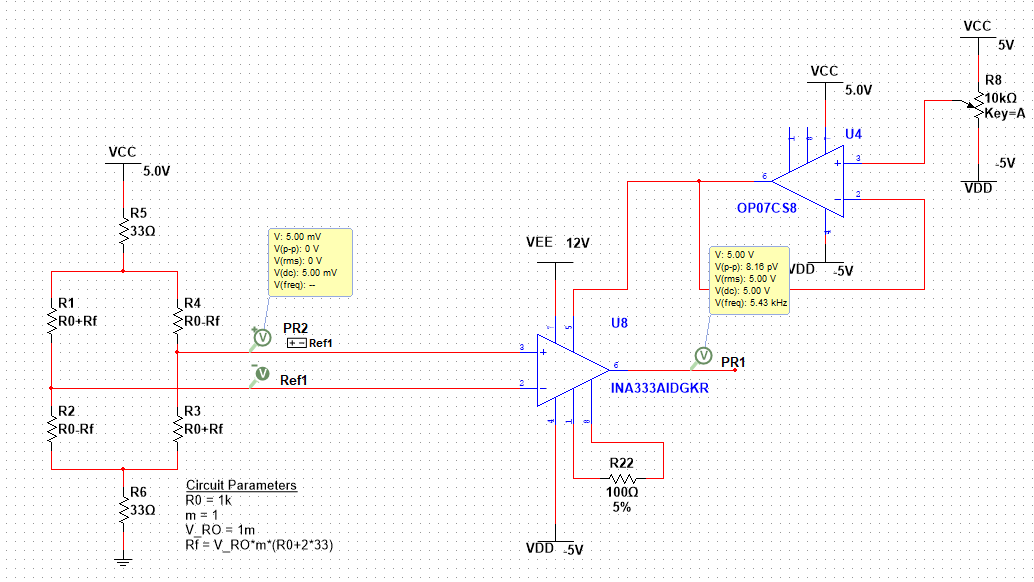 VCC
5V
R8
10kΩ
Key=A
-5V
VDD
VCC
5.0V
U4
3
2
6
OP07CS8
VDD
-5V
VCC
5.0V
R5
33Ω
V: 5.00 mV
V(p-p): 0 V
V(rms): 0 V
V(dc): 5.00 mV
V(freq): --
V: 5.00 V
V(p-p): 8.16 pV
V(rms): 5.00 V
V(dc): 5.00 V
V(freq): 5.43 kHz
VEE 12V
R1
R0+Rf
R4
R0-Rf
V
PR2
+ - Ref1
U8
7
5
3
+
V
Ref1
2
6
V
PR1
INA333AIDGKR
R2
R0-Rf
R3
R0+Rf
4
1
8
R22
100Ω
5%
R6
33Ω
Circuit Parameters
R0 = 1k
m = 1
V_RO = 1m
Rf = V_RO*m*(R0+2*33)
VDD -5V